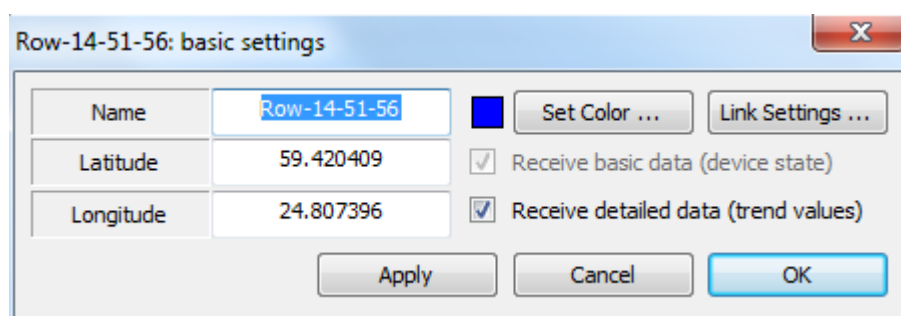 Row-14-51-56: basic settings
Name Row-14-51-56 Set Color ... Link Settings ...
Latitude 59.420409 Receive basic data (device state)
Longitude 24.807396 Receive detailed data (trend values)
Apply Cancel OK